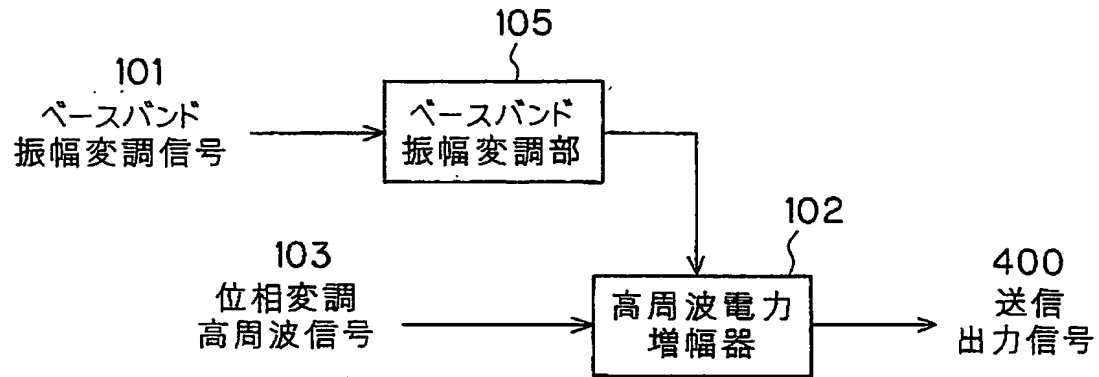 105
101
ベースバンド
振幅変調信号
ベースバンド
振幅変調部
102
103
位相変調
高周波信号
高周波電力
増幅器
400
送信
出力信号